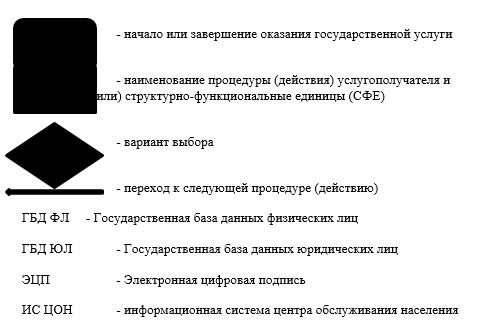 - начало или завершение оказания государственной услуги
- наименование процедуры (действия) услугополучателя и
или) структурно-функциональные единицы (СФЕ)
- вариант выбора
- переход к следующей процедуре (действию)
ГБД ФЛ - Государственная база данных физических лиц
ГБД ЮЛ - Государственная база данных юридических лиц
ЭЦП - Электронная цифровая подпись
ИС ЦОН - информационная система центра обслуживания населения